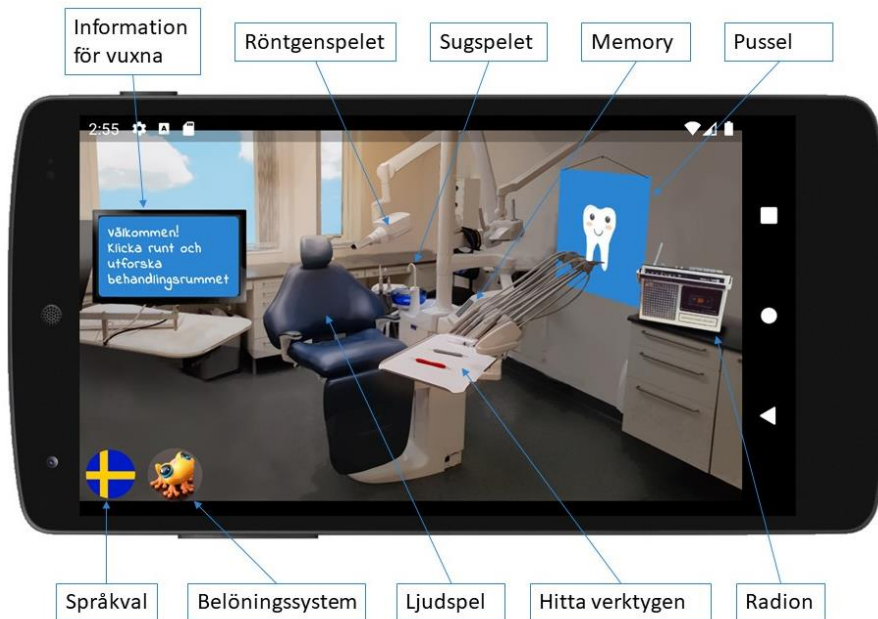 Information
för vuxna
Röntgenspelet
Sugspelet
Memory
Pussel
2:55
A
Välkommen!
Klicka runt och
utforska
behandlingsrummet
Språkval
Belöningssystem
Ljudspel
Hitta verktygen
Radion